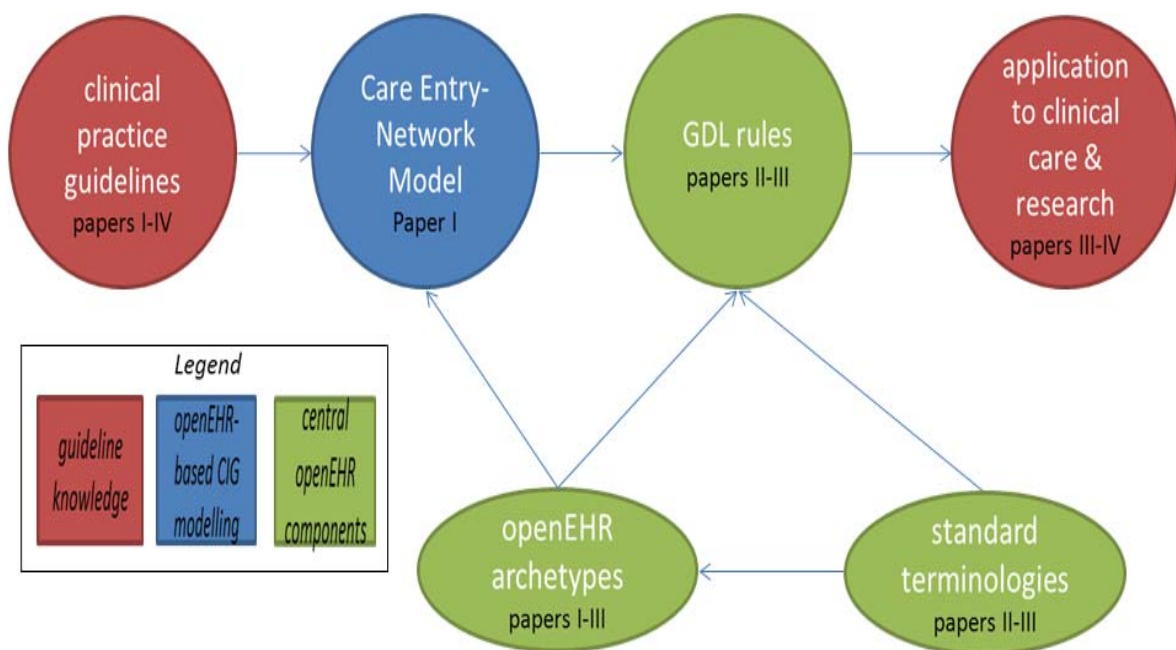 clinical
practice
guidelines
papers I-IV
Care Entry-
Network
Model
Paper I
GDL rules
papers II-III
application
to clinical
care &
research
papers III-IV
Legend
guideline
knowledge
openEHR-
based CIG
modelling
central
openEHR
components
openEHR
archetypes
papers I-III
standard
terminologies
papers II-III